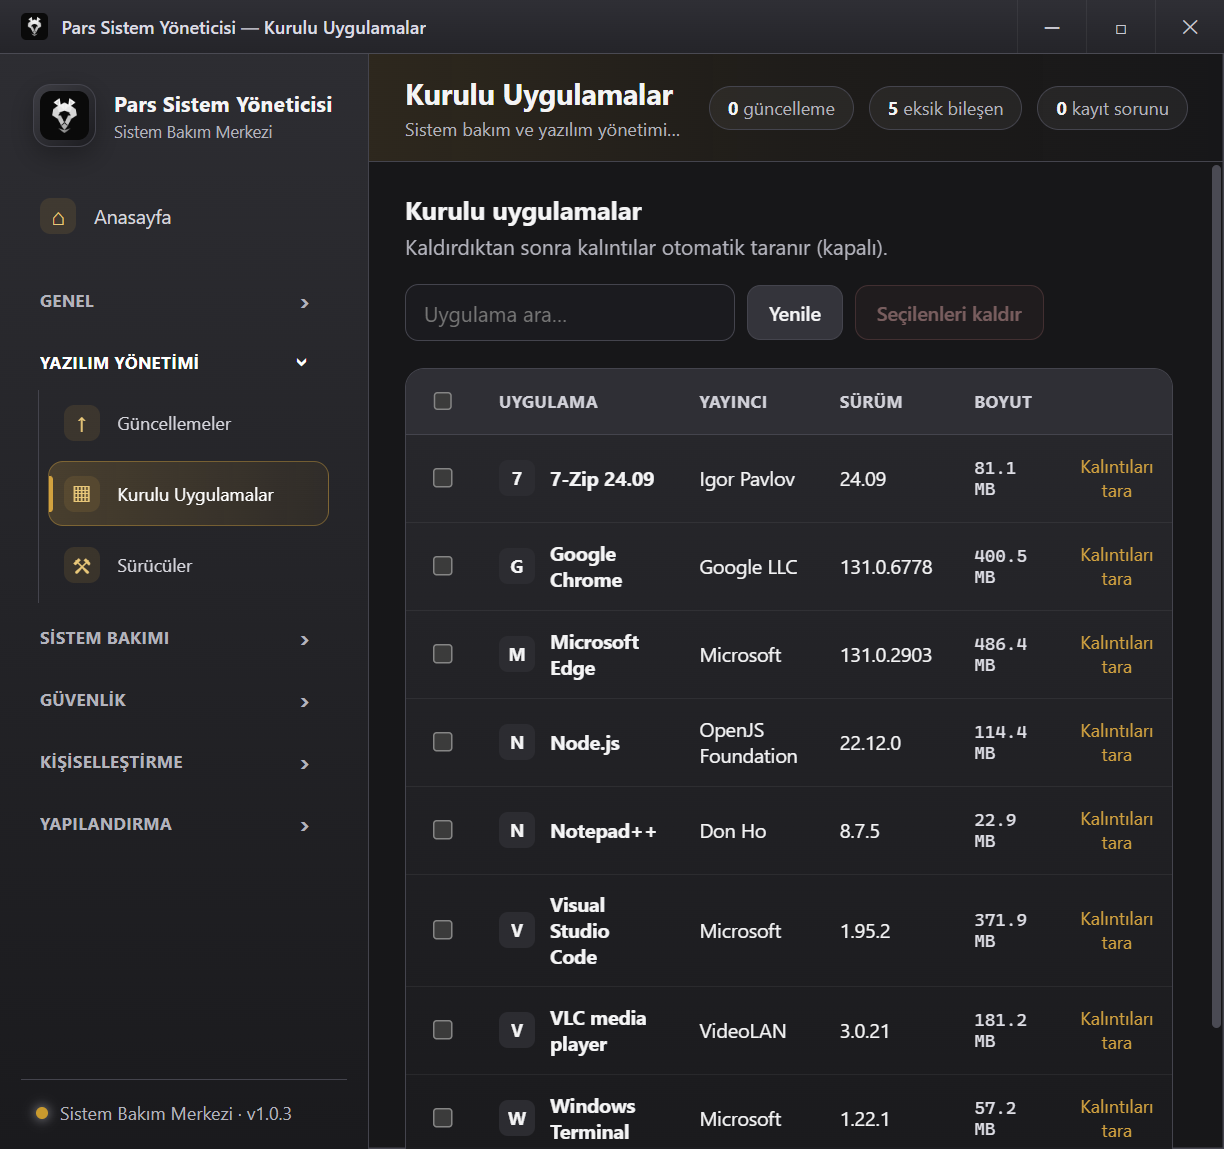 Pars Sistem Yöneticisi — Kurulu Uygulamalar
Pars Sistem Yöneticisi
Sistem Bakım Merkezi
Anasayfa
GENEL
YAZILIM YÖNETİMİ
Güncellemeler
Kurulu Uygulamalar
Sürücüler
SİSTEM BAKIMI
GÜVENLİK
KİŞİSELLEŞTİRME
YAPILANDIRMA
Sistem Bakım Merkezi · v1.0.3
Kurulu Uygulamalar
Sistem bakım ve yazılım yönetimi...
0 güncelleme
5 eksik bileşen
0 kayıt sorunu
Kurulu uygulamalar
Kaldırdıktan sonra kalıntılar otomatik taranır (kapalı).
Uygulama ara...
Yenile
Seçilenleri kaldır
UYGULAMA YAYINCI SÜRÜM BOYUT
7 7-Zip 24.09 Igor Pavlov 24.09 81.1 MB Kalıntıları tara
G Google Chrome Google LLC 131.0.6778 400.5 MB Kalıntıları tara
M Microsoft Edge Microsoft 131.0.2903 486.4 MB Kalıntıları tara
N Node.js OpenJS Foundation 22.12.0 114.4 MB Kalıntıları tara
N Notepad++ Don Ho 8.7.5 22.9 MB Kalıntıları tara
V Visual Studio Code Microsoft 1.95.2 371.9 MB Kalıntıları tara
V VLC media player VideoLAN 3.0.21 181.2 MB Kalıntıları tara
W Windows Terminal Microsoft 1.22.1 57.2 MB Kalıntıları tara